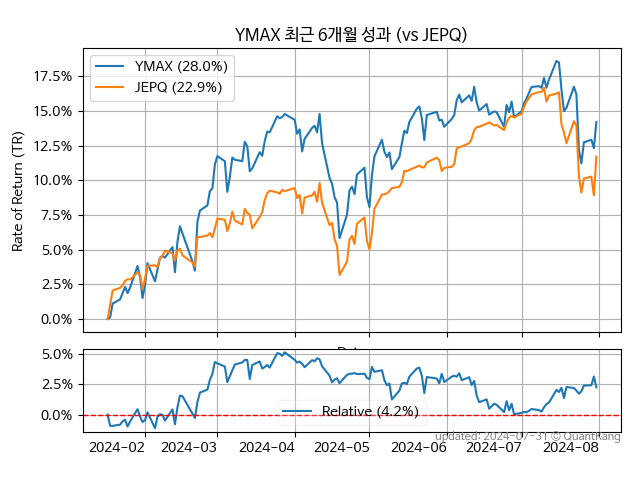 YMAX 최근 6개월 성과 (vs JEPQ)
YMAX (28.0%)
JEPQ (22.9%)
Rate of Return (TR)
17.5%
15.0%
12.5%
10.0%
7.5%
5.0%
2.5%
0.0%
5.0%
2.5%
0.0%
Relative (4.2%)
updated: 2024-07-31 © QuantKang
2024-02 2024-03 2024-04 2024-05 2024-06 2024-07 2024-08